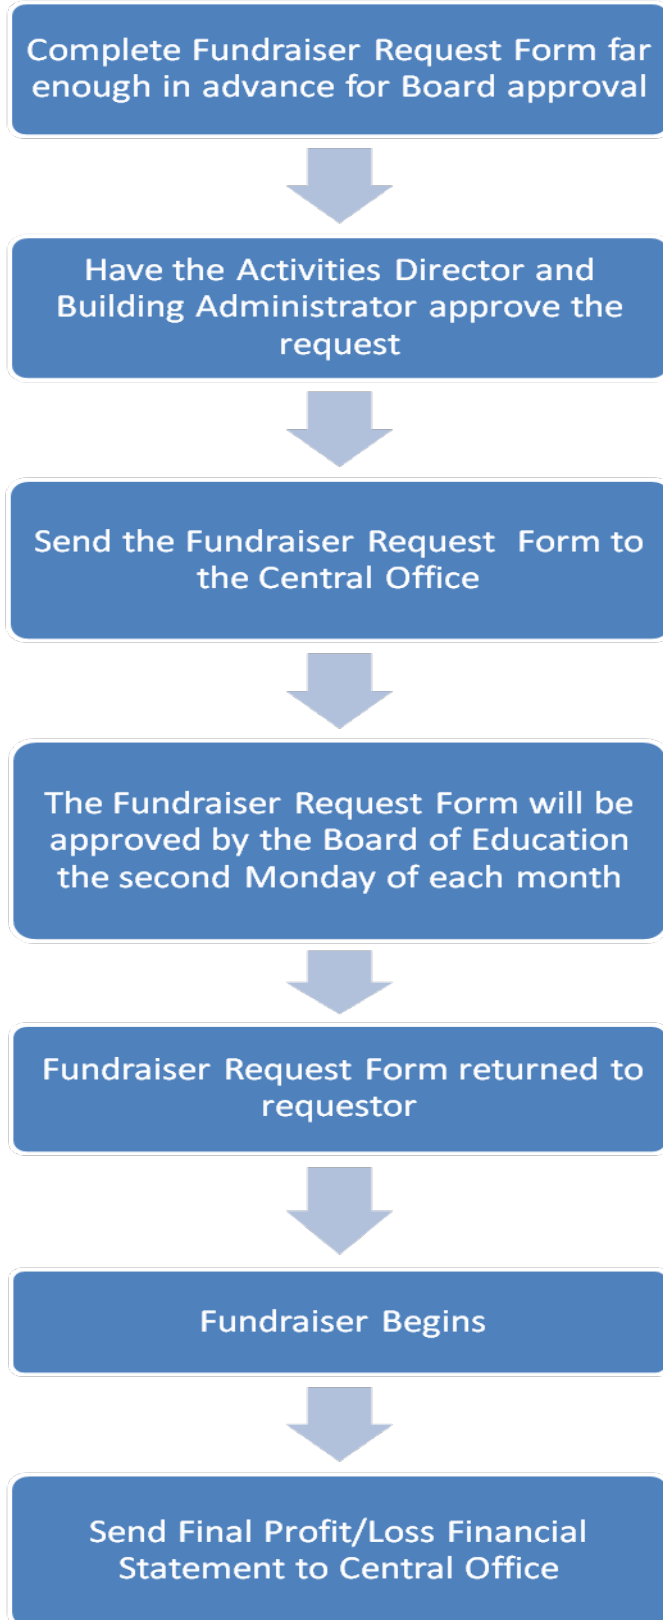 Complete Fundraiser Request Form far
enough in advance for Board approval
Have the Activities Director and
Building Administrator approve the
request
Send the Fundraiser Request Form to
the Central Office
The Fundraiser Request Form will be
approved by the Board of Education
the second Monday of each month
Fundraiser Request Form returned to
requestor
Fundraiser Begins
Send Final Profit/Loss Financial
Statement to Central Office